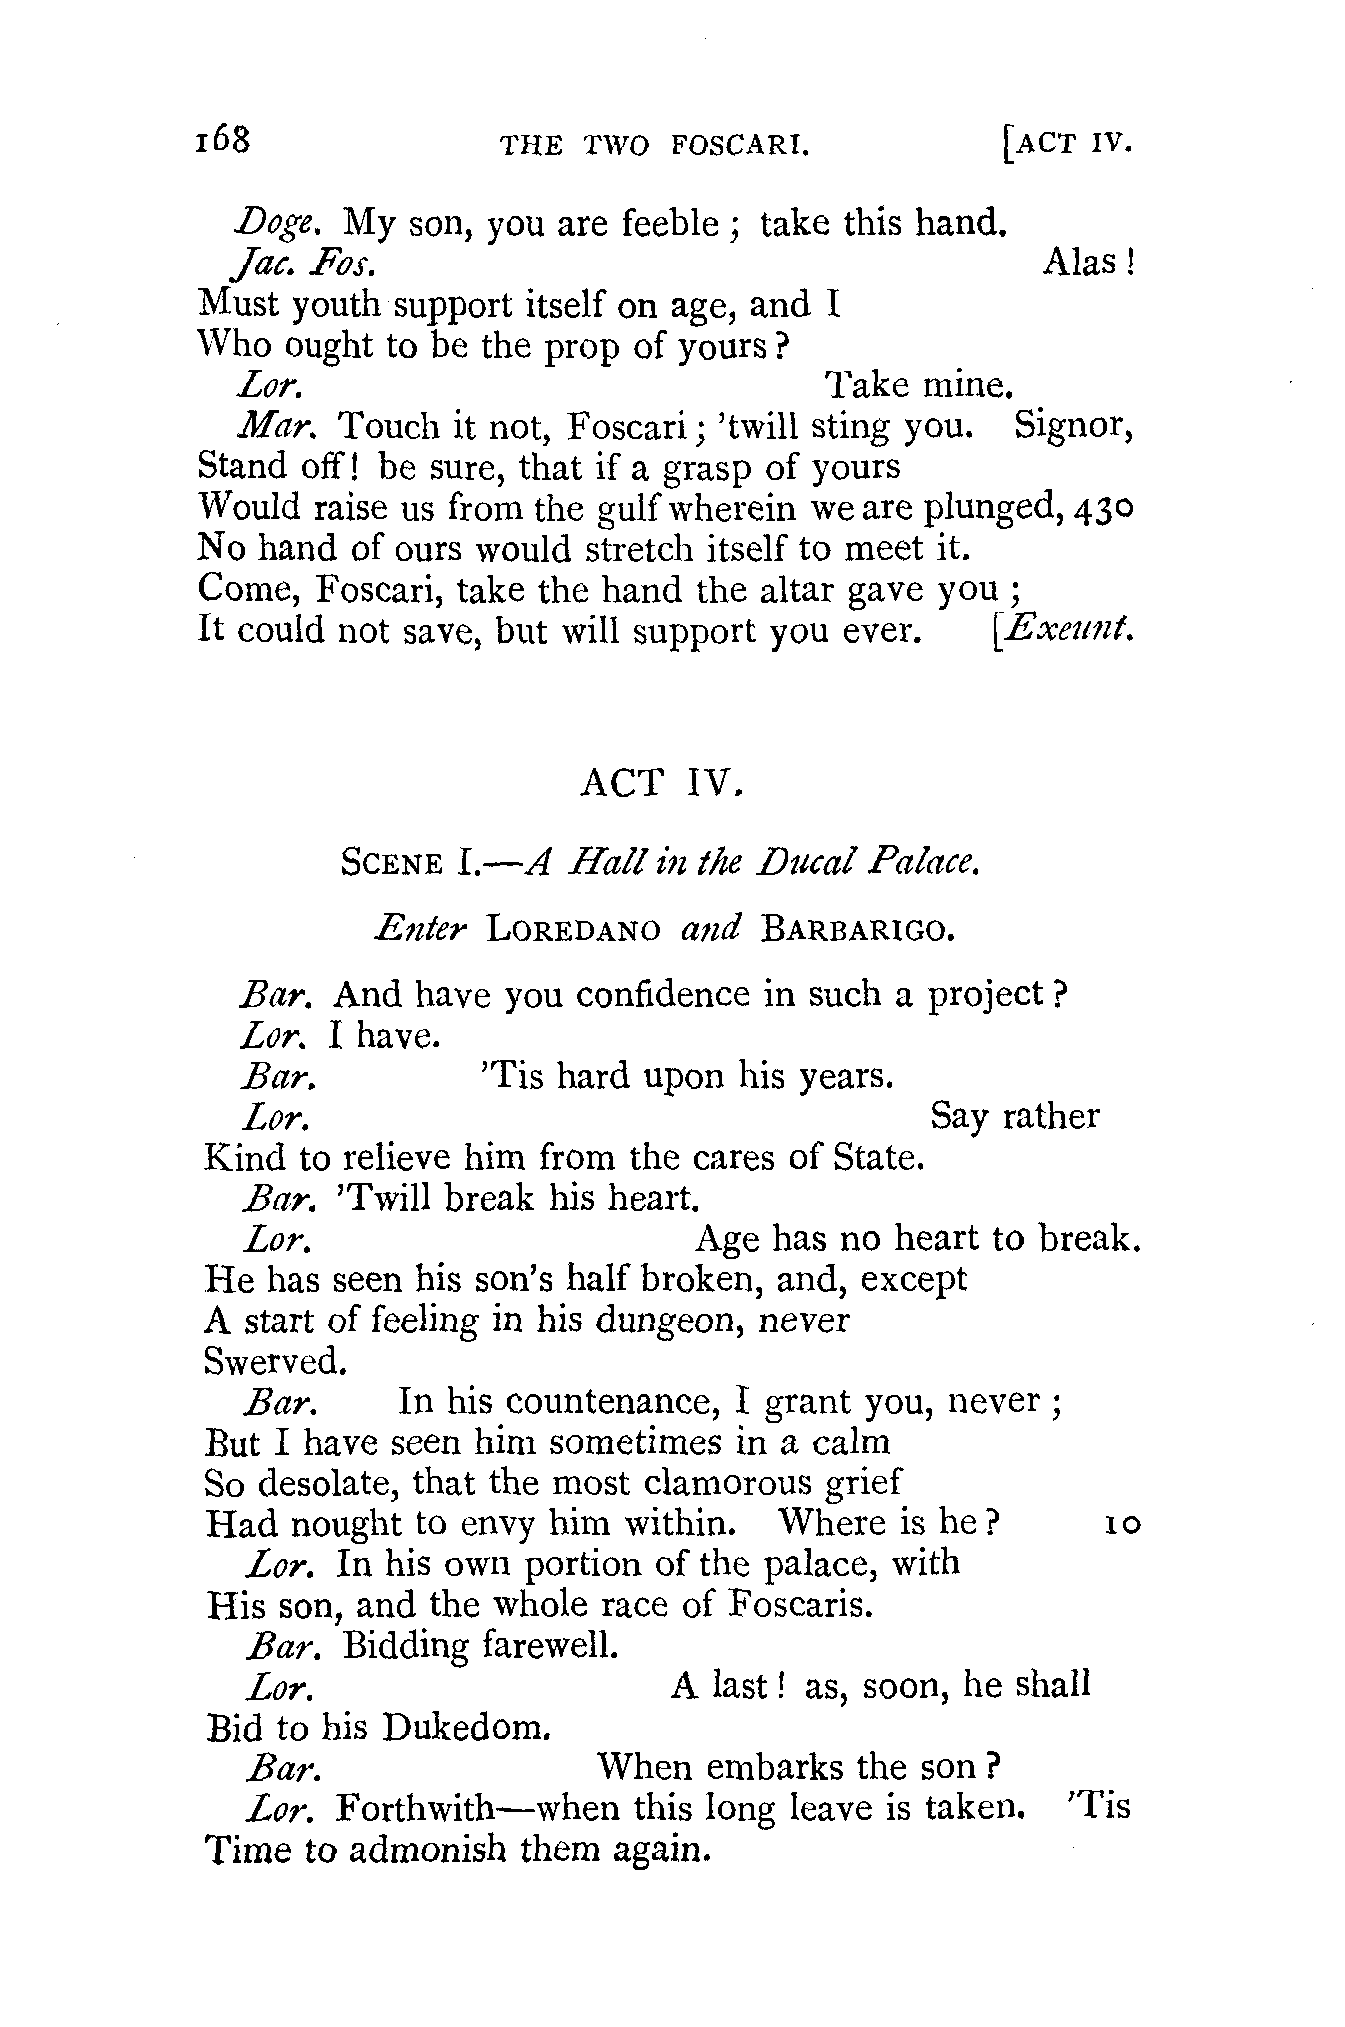 168 THE TWO FOSCARI. [ACT IV.
Doge. My son, you are feeble ; take this hand.
Jac. Fos. Alas !
Must youth support itself on age, and I
Who ought to be the prop of yours ?
Lor. Take mine.
Mar. Touch it not, Foscari ; 'twill sting you. Signor,
Stand off! be sure, that if a grasp of yours
Would raise us from the gulf wherein we are plunged, 430
No hand of ours would stretch itself to meet it.
Come, Foscari, take the hand the altar gave you ;
It could not save, but will support you ever. [Exeunt.
ACT IV.
SCENE I.—A Hall in the Ducal Palace.
Enter LOREDANO and BARBARIGO.
Bar. And have you confidence in such a project ?
Lor. I have.
Bar. 'Tis hard upon his years.
Lor. Say rather
Kind to relieve him from the cares of State.
Bar. 'Twill break his heart.
Lor. Age has no heart to break.
He has seen his son's half broken, and, except
A start of feeling in his dungeon, never
Swerved.
Bar. In his countenance, I grant you, never ;
But I have seen him sometimes in a calm
So desolate, that the most clamorous grief
Had nought to envy him within. Where is he ? 10
Lor. In his own portion of the palace, with
His son, and the whole race of Foscaris.
Bar. Bidding farewell.
Lor. A last ! as, soon, he shall
Bid to his Dukedom.
Bar. When embarks the son ?
Lor. Forthwith—when this long leave is taken. 'Tis
Time to admonish them again.